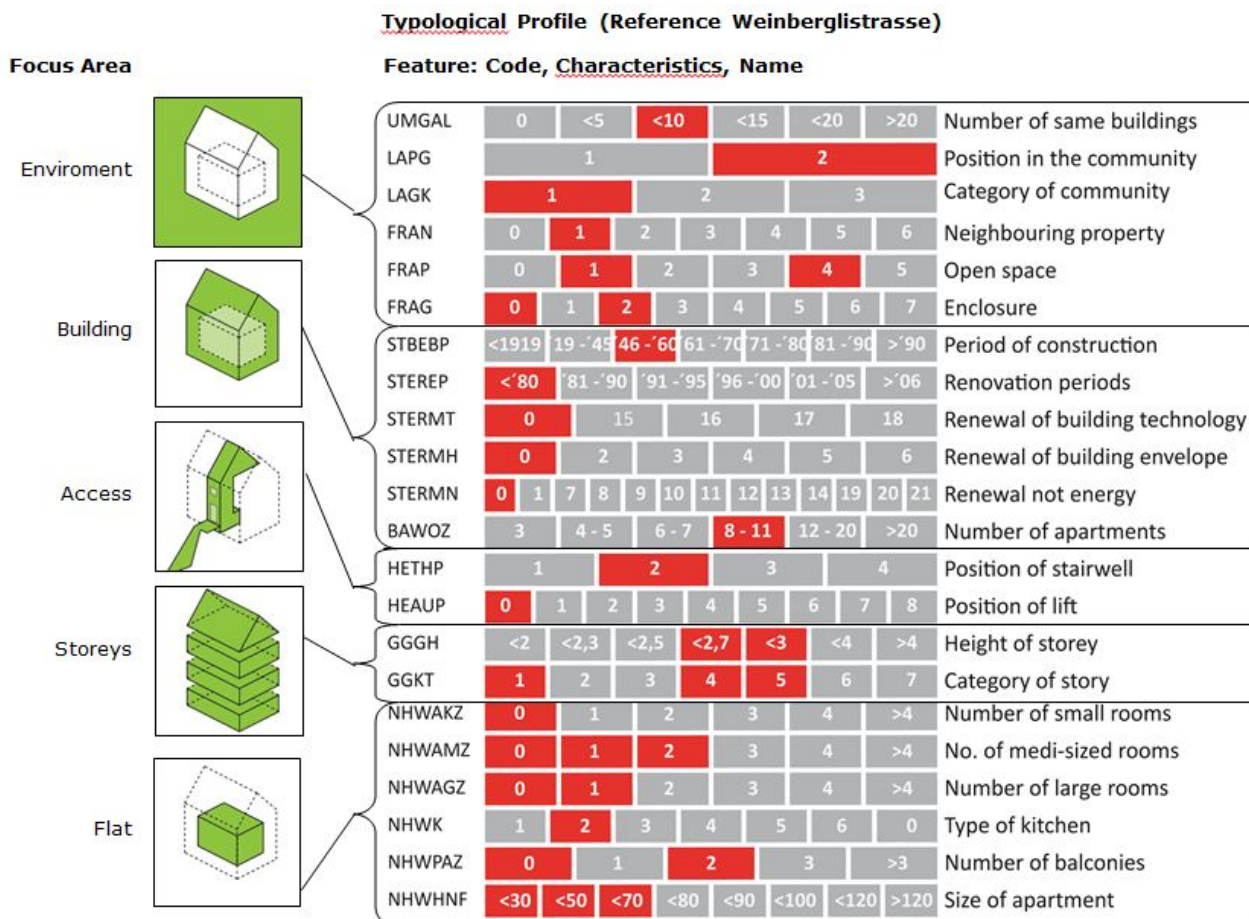 Typological Profile (Reference Weinberglistrasse)
Focus Area
Feature: Code, Characteristics, Name
Enviroment
UMGAL 0 <5 <10 <15 <20 >20 Number of same buildings
LAPG 1 2 Position in the community
LAGK 1 2 3 Category of community
FRAN 0 1 2 3 4 5 6 Neighbouring property
FRAP 0 1 2 3 4 5 Open space
FRAG 0 1 2 3 4 5 6 7 Enclosure
Building
STBEBP <1919 ´19 -´45 ´46 -´60 ´61 -´70 ´71 -´80 ´81 -´90 >´90 Period of construction
STEREP <´80 ´81 -´90 ´91 -´95 ´96 -´00 ´01 -´05 >´06 Renovation periods
STERMT 0 15 16 17 18 Renewal of building technology
STERMH 0 2 3 4 5 6 Renewal of building envelope
STERMN 0 1 7 8 9 10 11 12 13 14 19 20 21 Renewal not energy
BAWOZ 3 4 - 5 6 - 7 8 - 11 12 - 20 >20 Number of apartments
Access
HETHP 1 2 3 4 Position of stairwell
HEAUP 0 1 2 3 4 5 6 7 8 Position of lift
Storeys
GGGH <2 <2,3 <2,5 <2,7 <3 <4 >4 Height of storey
GGKT 1 2 3 4 5 6 7 Category of story
Flat
NHWAKZ 0 1 2 3 4 >4 Number of small rooms
NHWAMZ 0 1 2 3 4 >4 No. of medi-sized rooms
NHWAGZ 0 1 2 3 4 >4 Number of large rooms
NHWK 1 2 3 4 5 6 0 Type of kitchen
NHWPAZ 0 1 2 3 >3 Number of balconies
NHWHNF <30 <50 <70 <80 <90 <100 <120 >120 Size of apartment